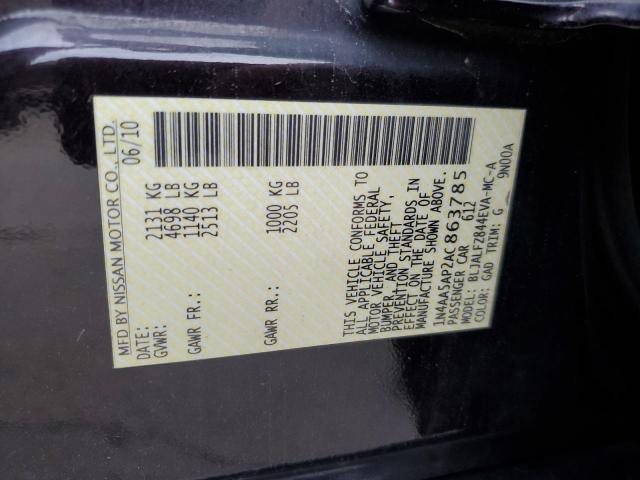 MFD BY NISSAN MOTOR CO., LTD.
DATE: 06/10
GVWR: 2131 KG
4698 LB
GAWR FR.: 1140 KG
2513 LB
GAWR RR.: 1000 KG
2205 LB
THIS VEHICLE CONFORMS TO
ALL APPLICABLE FEDERAL
MOTOR VEHICLE SAFETY,
BUMPER, AND THEFT
PREVENTION STANDARDS IN
EFFECT ON THE DATE OF
MANUFACTURE SHOWN ABOVE.
1N4AA5AP2AC863785
PASSENGER CAR 612
MODEL: BLJALFZ844EVA-MC-A
COLOR: GAD TRIM: G 9N00A